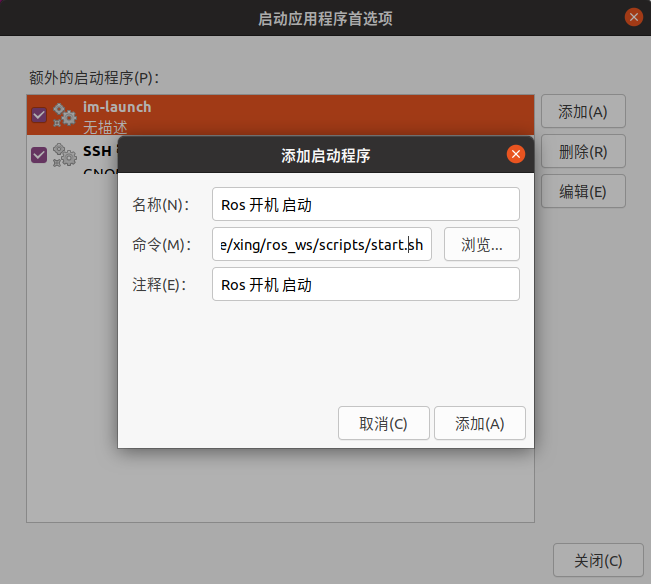 启动应用程序首选项
额外的启动程序(P)：
im-launch
无描述
添加(A)
SSH
删除(R)
编辑(E)
添加启动程序
名称(N)： Ros 开机 启动
命令(M)： e/xing/ros_ws/scripts/start.sh 浏览...
注释(E)： Ros 开机 启动
取消(C) 添加(A)
关闭(C)